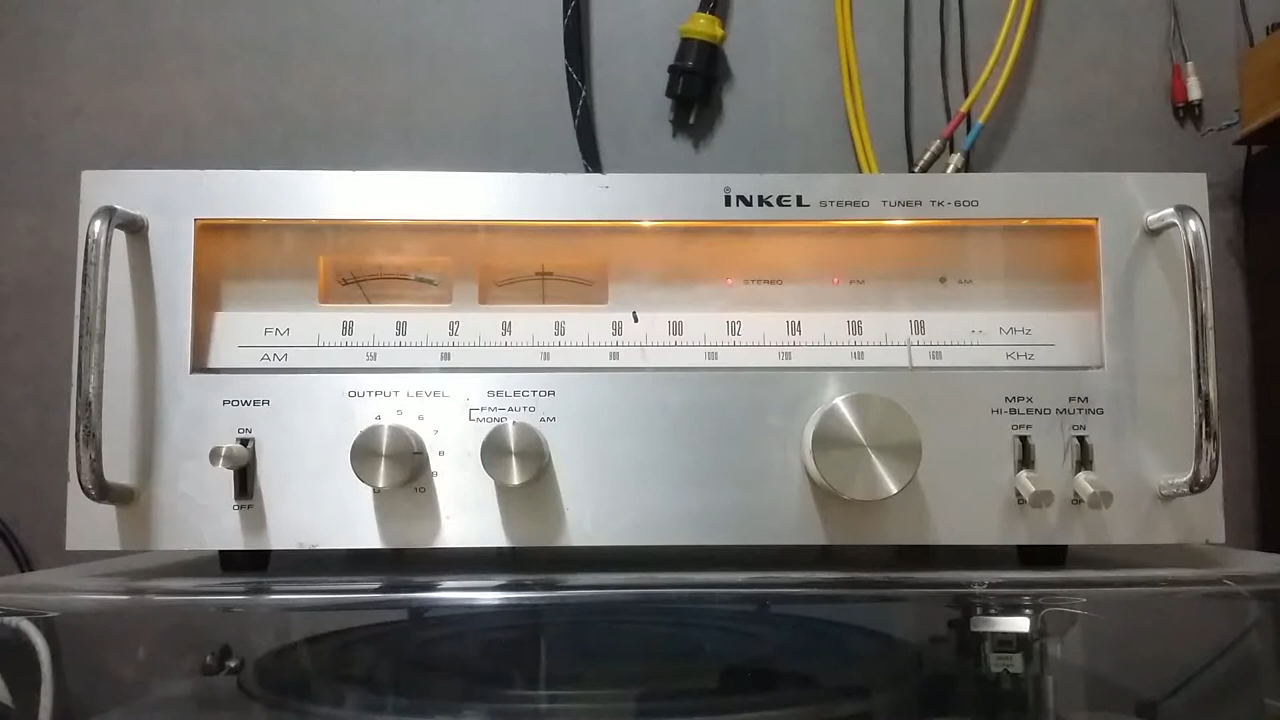 iNKEL STEREO TUNER TK-600
STEREO FM AM
FM 88 90 92 94 96 98 100 102 104 106 108 MHz
AM 550 600 700 800 1000 1200 1400 1600 KHz
POWER
ON
OFF
OUTPUT LEVEL
4 5 6
7
8
9
10
SELECTOR
FM-AUTO
MONO AM
MPX FM
HI-BLEND MUTING
OFF ON